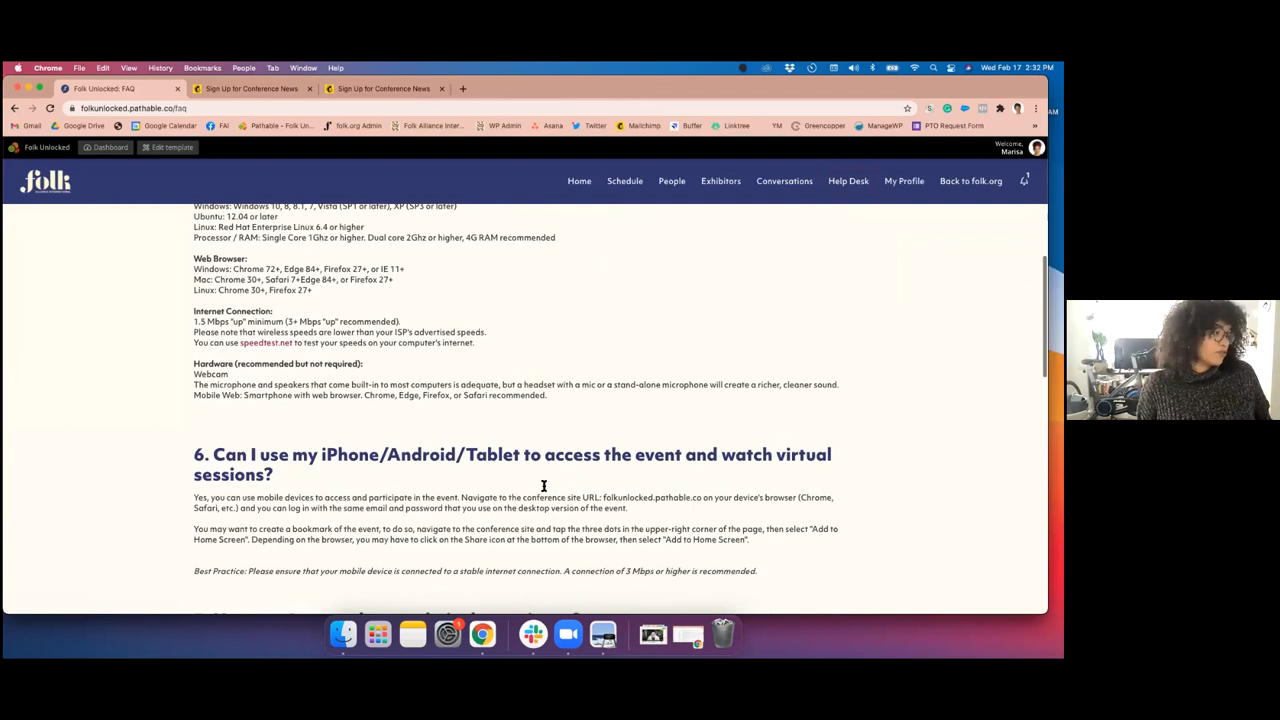 Chrome File Edit View History Bookmarks People Tab Window Help Wed Feb 17 2:32 PM
Folk Unlocked: FAQ Sign Up for Conference News Sign Up for Conference News
folkunlocked.pathable.co/faq
Gmail Google Drive Google Calendar FAI Pathable – Folk Un... folk.org Admin Folk Alliance Inter... WP Admin Asana Twitter Mailchimp Buffer Linktree YM Greencopper ManageWP PTO Request Form
Folk Unlocked Dashboard Edit template Welcome,
Marisa
folk Home Schedule People Exhibitors Conversations Help Desk My Profile Back to folk.org 1
Windows: Windows 10, 8, 8.1, 7, Vista (SP1 or later), XP (SP3 or later)
Ubuntu: 12.04 or later
Linux: Red Hat Enterprise Linux 6.4 or higher
Processor / RAM: Single Core 1Ghz or higher. Dual core 2Ghz or higher, 4G RAM recommended
Web Browser:
Windows: Chrome 72+, Edge 84+, Firefox 27+, or IE 11+
Mac: Chrome 30+, Safari 7+Edge 84+, or Firefox 27+
Linux: Chrome 30+, Firefox 27+
Internet Connection:
1.5 Mbps "up" minimum (3+ Mbps "up" recommended).
Please note that wireless speeds are lower than your ISP's advertised speeds.
You can use speedtest.net to test your speeds on your computer's internet.
Hardware (recommended but not required):
Webcam
The microphone and speakers that come built-in to most computers is adequate, but a headset with a mic or a stand-alone microphone will create a richer, cleaner sound.
Mobile Web: Smartphone with web browser. Chrome, Edge, Firefox, or Safari recommended.
6. Can I use my iPhone/Android/Tablet to access the event and watch virtual
sessions?
Yes, you can use mobile devices to access and participate in the event. Navigate to the conference site URL: folkunlocked.pathable.co on your device's browser (Chrome,
Safari, etc.) and you can log in with the same email and password that you use on the desktop version of the event.
You may want to create a bookmark of the event, to do so, navigate to the conference site and tap the three dots in the upper-right corner of the page, then select "Add to
Home Screen". Depending on the browser, you may have to click on the Share icon at the bottom of the browser, then select "Add to Home Screen".
Best Practice: Please ensure that your mobile device is connected to a stable internet connection. A connection of 3 Mbps or higher is recommended.